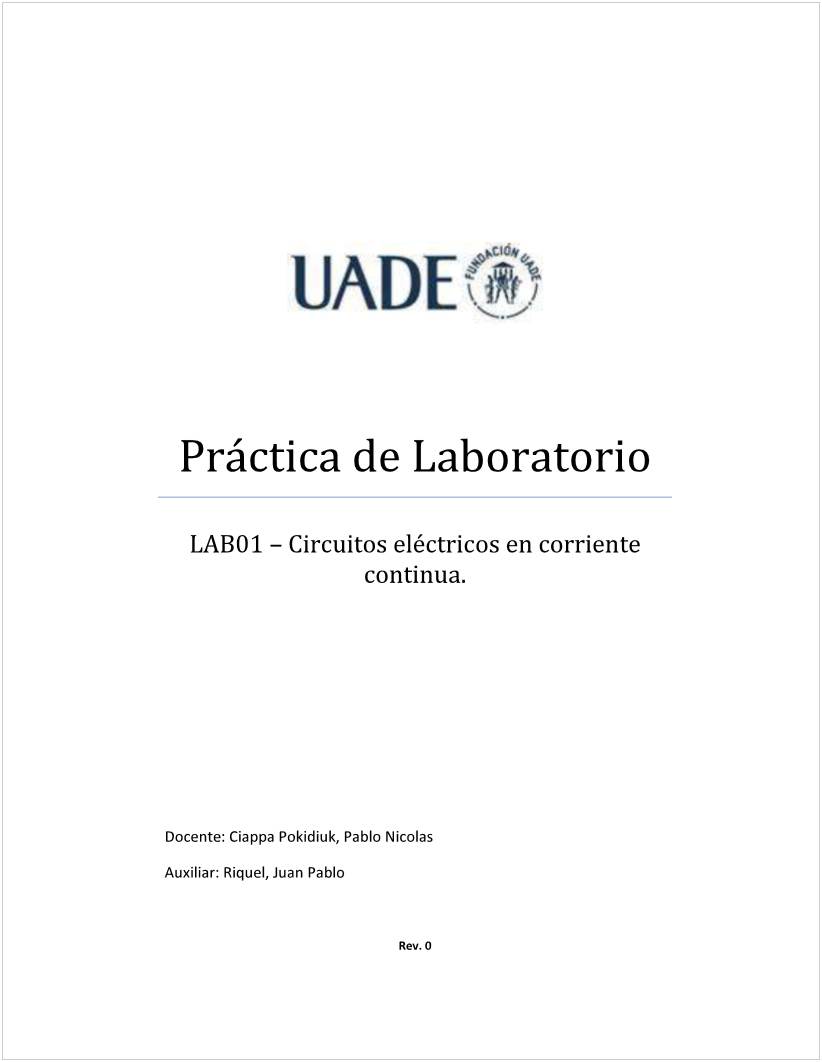 UADE
FUNDACIÓN UADE
Práctica de Laboratorio
LAB01 – Circuitos eléctricos en corriente
continua.
Docente: Ciappa Pokidiuk, Pablo Nicolas
Auxiliar: Riquel, Juan Pablo
Rev. 0